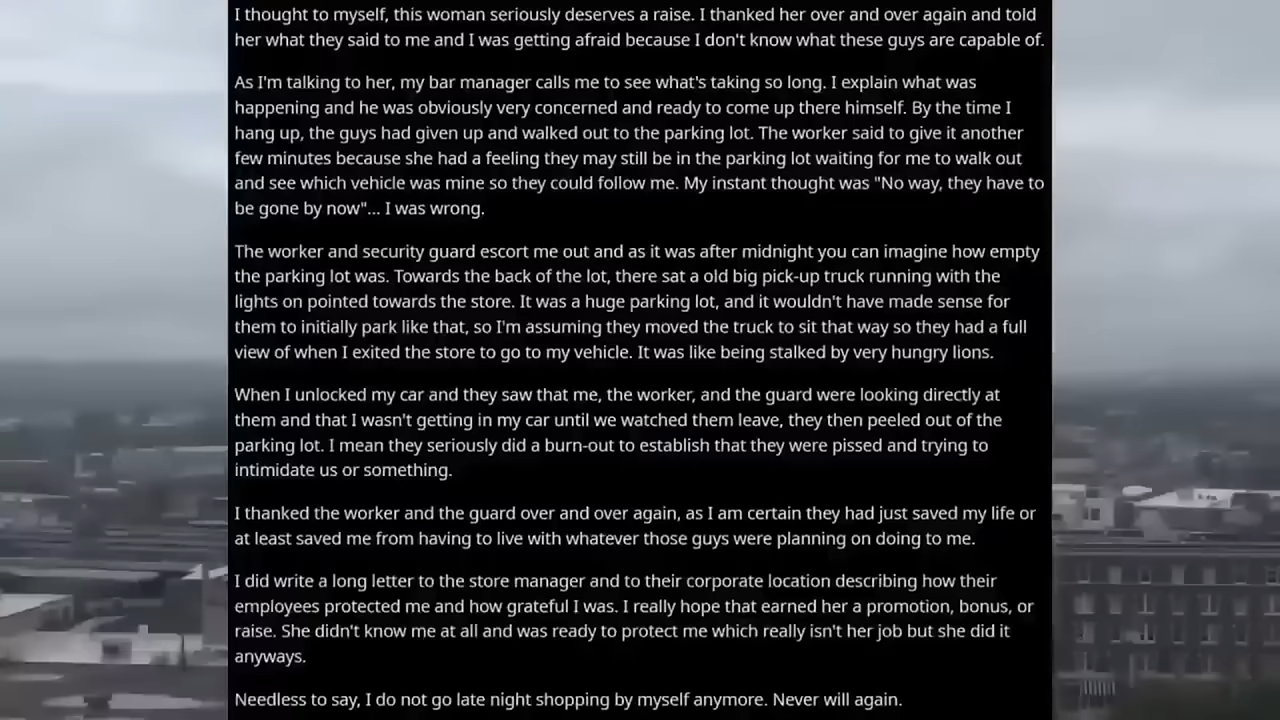 I thought to myself, this woman seriously deserves a raise. I thanked her over and over again and told
her what they said to me and I was getting afraid because I don't know what these guys are capable of.
As I'm talking to her, my bar manager calls me to see what's taking so long. I explain what was
happening and he was obviously very concerned and ready to come up there himself. By the time I
hang up, the guys had given up and walked out to the parking lot. The worker said to give it another
few minutes because she had a feeling they may still be in the parking lot waiting for me to walk out
and see which vehicle was mine so they could follow me. My instant thought was "No way, they have to
be gone by now"... I was wrong.
The worker and security guard escort me out and as it was after midnight you can imagine how empty
the parking lot was. Towards the back of the lot, there sat a old big pick-up truck running with the
lights on pointed towards the store. It was a huge parking lot, and it wouldn't have made sense for
them to initially park like that, so I'm assuming they moved the truck to sit that way so they had a full
view of when I exited the store to go to my vehicle. It was like being stalked by very hungry lions.
When I unlocked my car and they saw that me, the worker, and the guard were looking directly at
them and that I wasn't getting in my car until we watched them leave, they then peeled out of the
parking lot. I mean they seriously did a burn-out to establish that they were pissed and trying to
intimidate us or something.
I thanked the worker and the guard over and over again, as I am certain they had just saved my life or
at least saved me from having to live with whatever those guys were planning on doing to me.
I did write a long letter to the store manager and to their corporate location describing how their
employees protected me and how grateful I was. I really hope that earned her a promotion, bonus, or
raise. She didn't know me at all and was ready to protect me which really isn't her job but she did it
anyways.
Needless to say, I do not go late night shopping by myself anymore. Never will again.